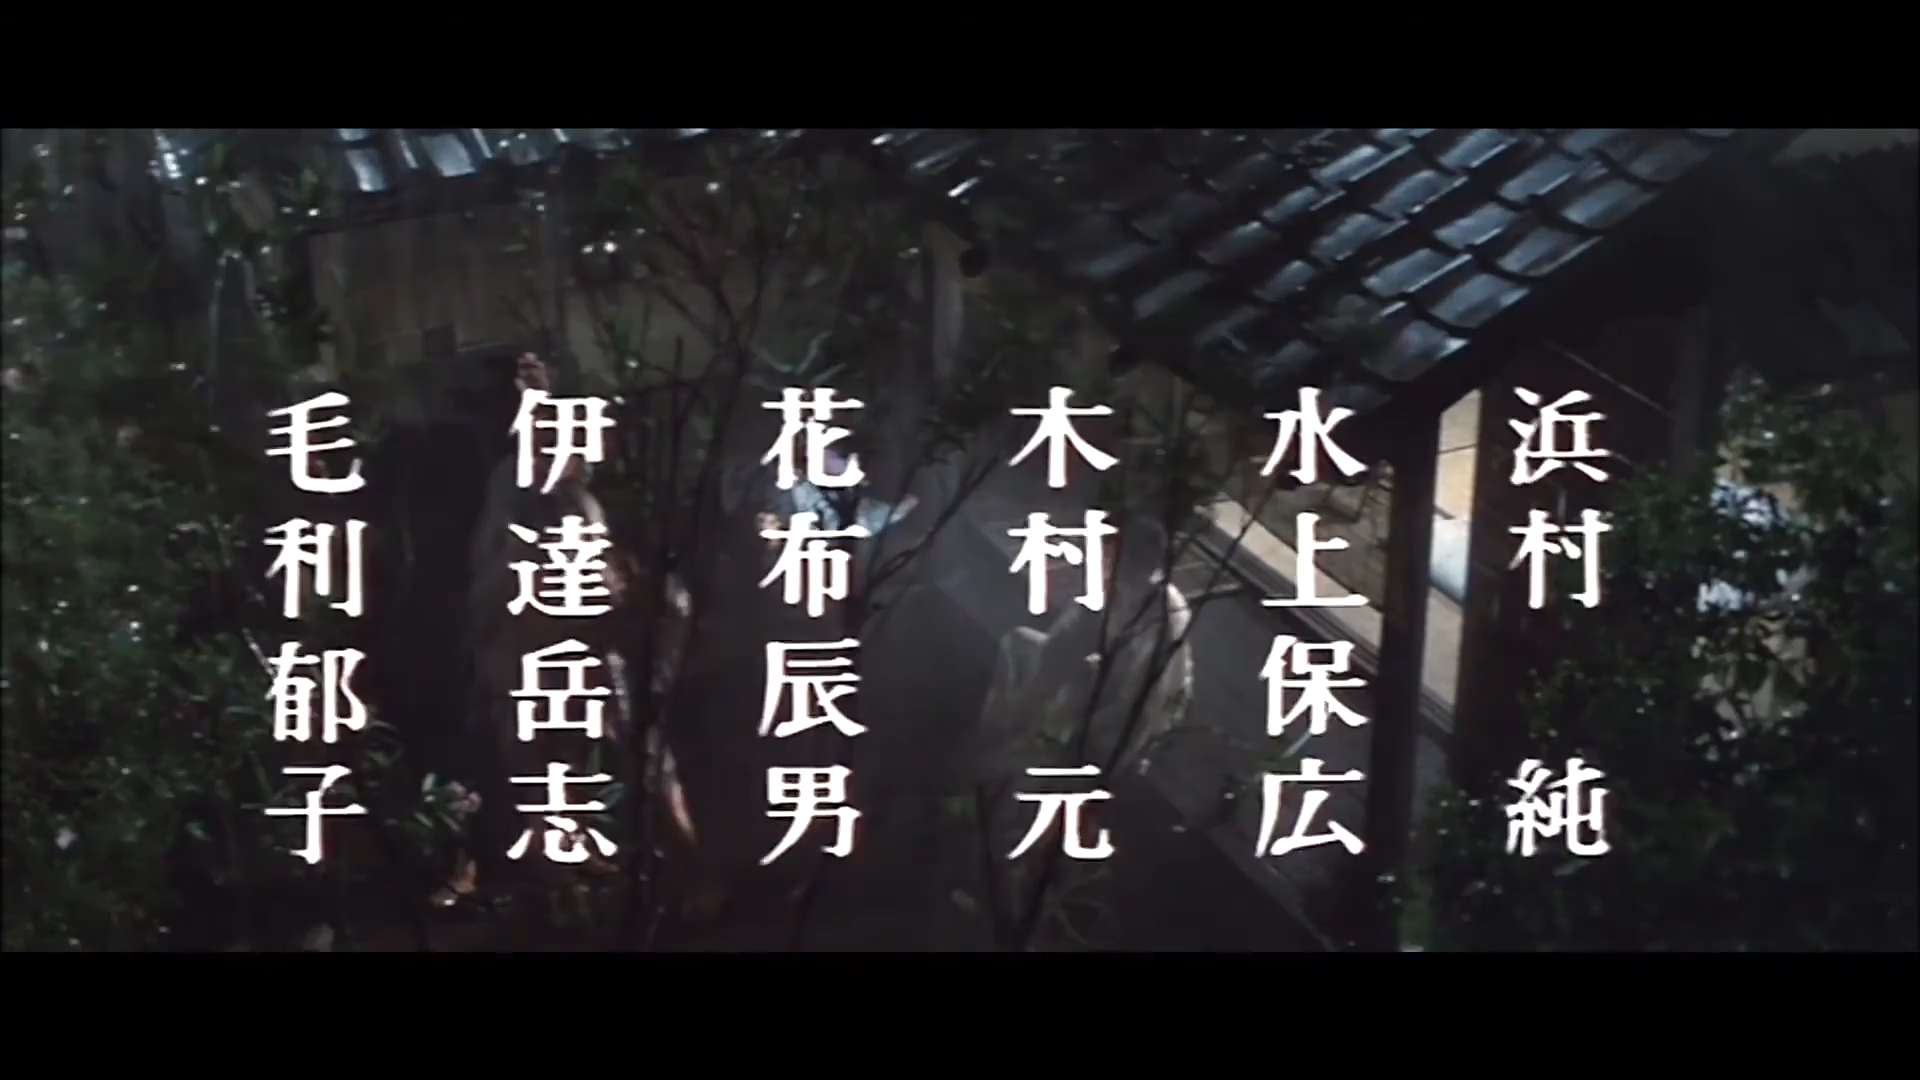 浜村純
水上保広
木村元
花布辰男
伊達岳志
毛利郁子